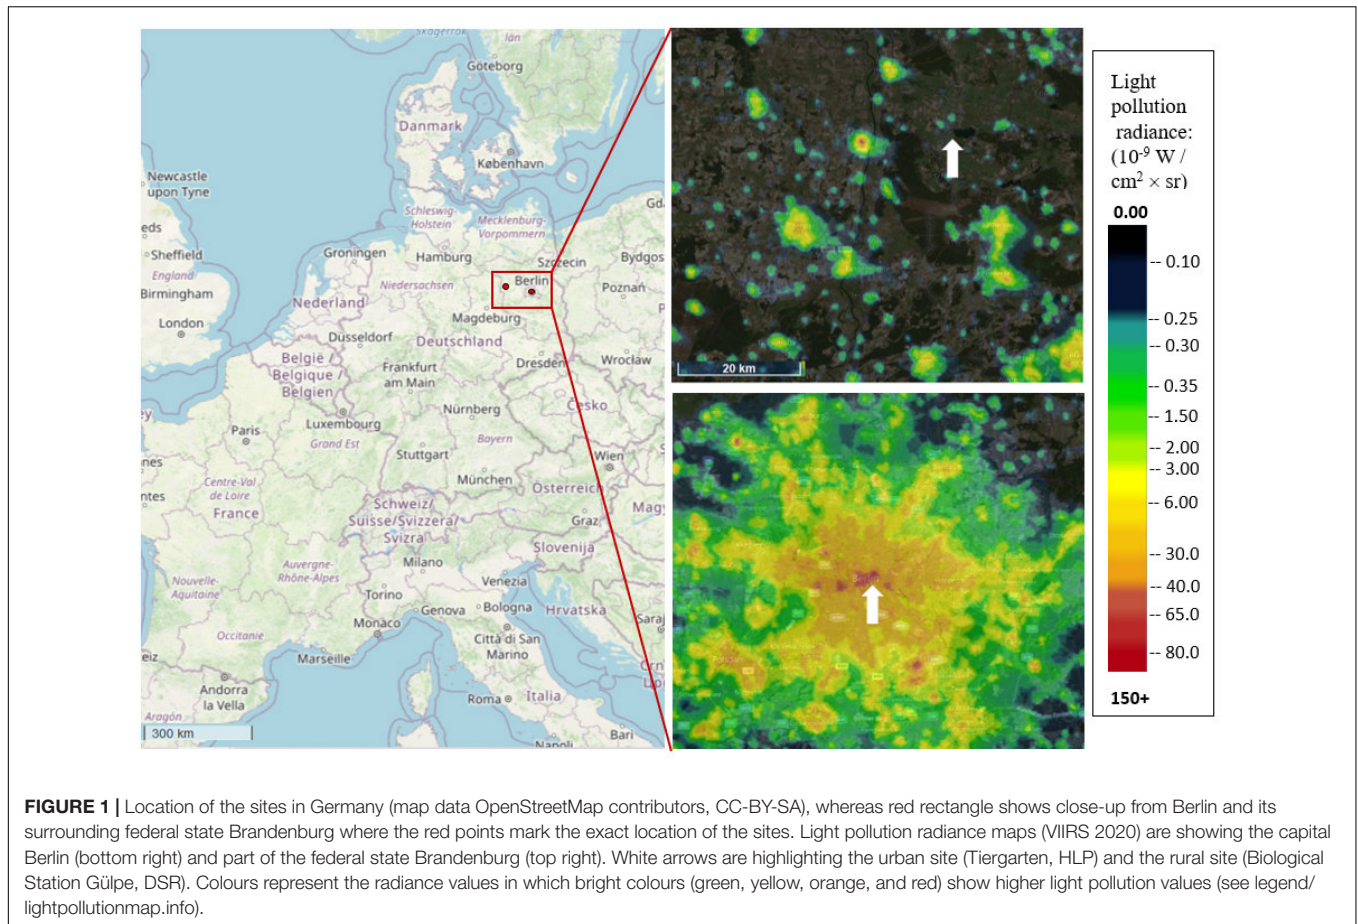 Skagerrak
län
Göteborg
Danmark
København
Newcastle
upon Tyne
Gda
Schleswig-
Holstein
Mecklenburg-
Vorpommern
eds
Sheffield
Groningen
Hamburg
Szczecin
Bydgos
England
Birmingham
Niedersachsen
Berlin
Poznań
Nederland
London
Magdeburg
Düsseldorf
Deutschland
België /
Belgique /
Belgien
Dresden
Wrocław
Frankfurt
am Main
Luxembourg
Česko
Nürnberg
ey
Paris
Grand Est
Bayern
Stuttgart
Wien
nnes
München
Centre-Val
de Loire
Österreich
ntes
France
Schweiz/
Suisse/Svizzera/
Svizra
Graz
Magy
Slovenija
Milano
Auvergne-
Rhône-Alpes
Venezia
Nouvelle-
Aquitaine
Torino
Genova
Bologna
Hrvatska
Monaco
Saraj
Occitanie
Città di San
Marino
eiz
Marseille
Crn
Andorra
la Vella
Roma
Italia
Aragón
Bari
300 km
Napoli
20 km
Light
pollution
radiance:
(10⁻⁹ W /
cm² × sr)
0.00
-- 0.10
-- 0.25
-- 0.30
-- 0.35
-- 1.50
-- 2.00
-- 3.00
-- 6.00
-- 30.0
-- 40.0
-- 65.0
-- 80.0
150+
FIGURE 1 | Location of the sites in Germany (map data OpenStreetMap contributors, CC-BY-SA), whereas red rectangle shows close-up from Berlin and its
surrounding federal state Brandenburg where the red points mark the exact location of the sites. Light pollution radiance maps (VIIRS 2020) are showing the capital
Berlin (bottom right) and part of the federal state Brandenburg (top right). White arrows are highlighting the urban site (Tiergarten, HLP) and the rural site (Biological
Station Gülpe, DSR). Colours represent the radiance values in which bright colours (green, yellow, orange, and red) show higher light pollution values (see legend/
lightpollutionmap.info).